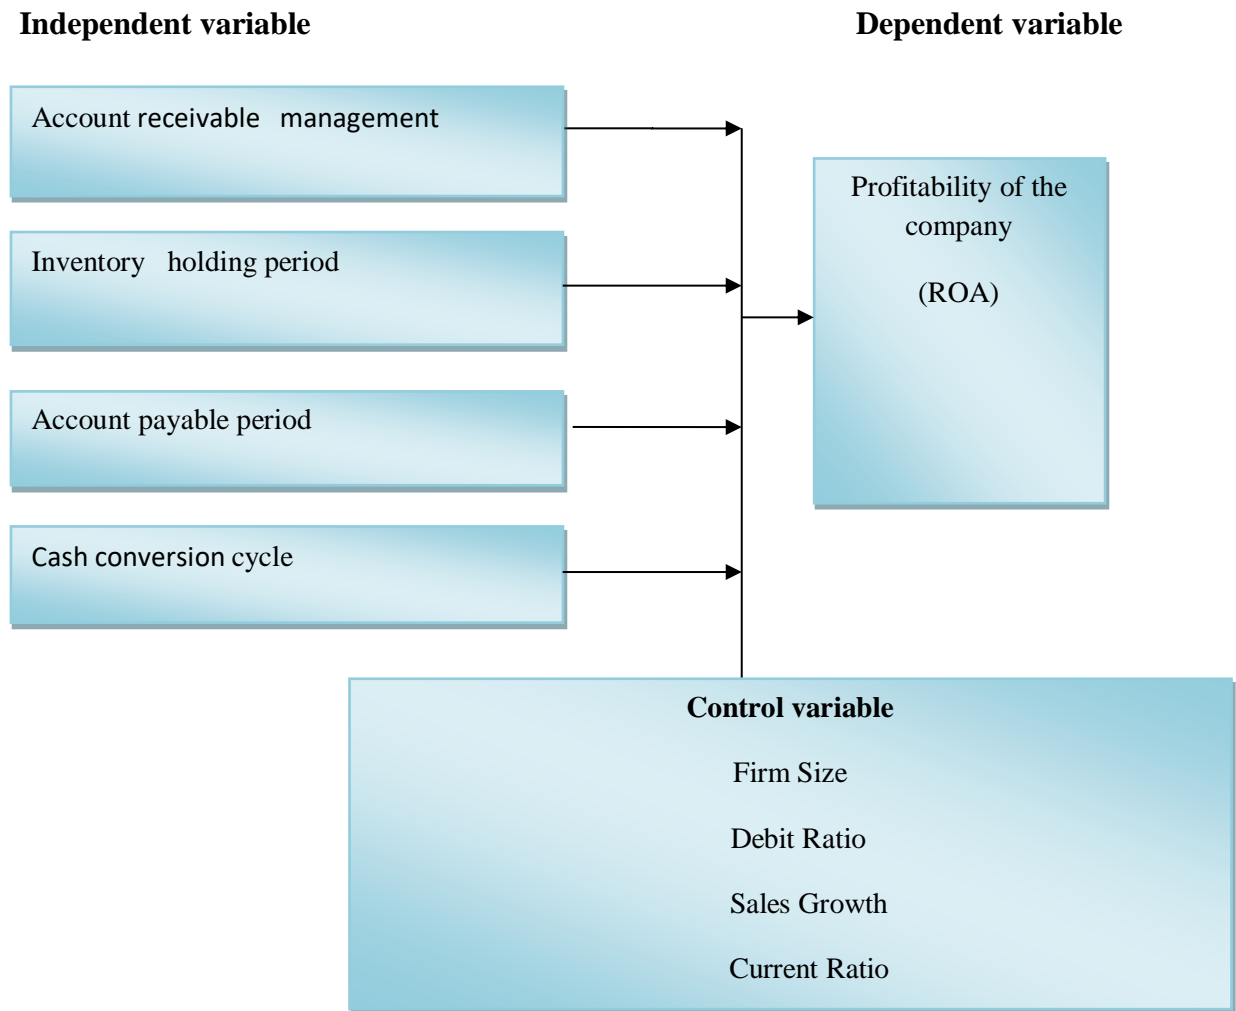 Independent variable
Dependent variable
Account receivable management
Profitability of the
company
(ROA)
Inventory holding period
Account payable period
Cash conversion cycle
Control variable
Firm Size
Debit Ratio
Sales Growth
Current Ratio